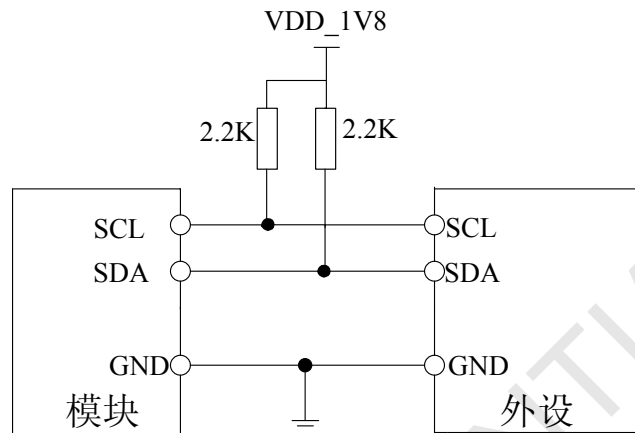 VDD_1V8
2.2K 2.2K
SCL SCL
SDA SDA
GND GND
模块 外设